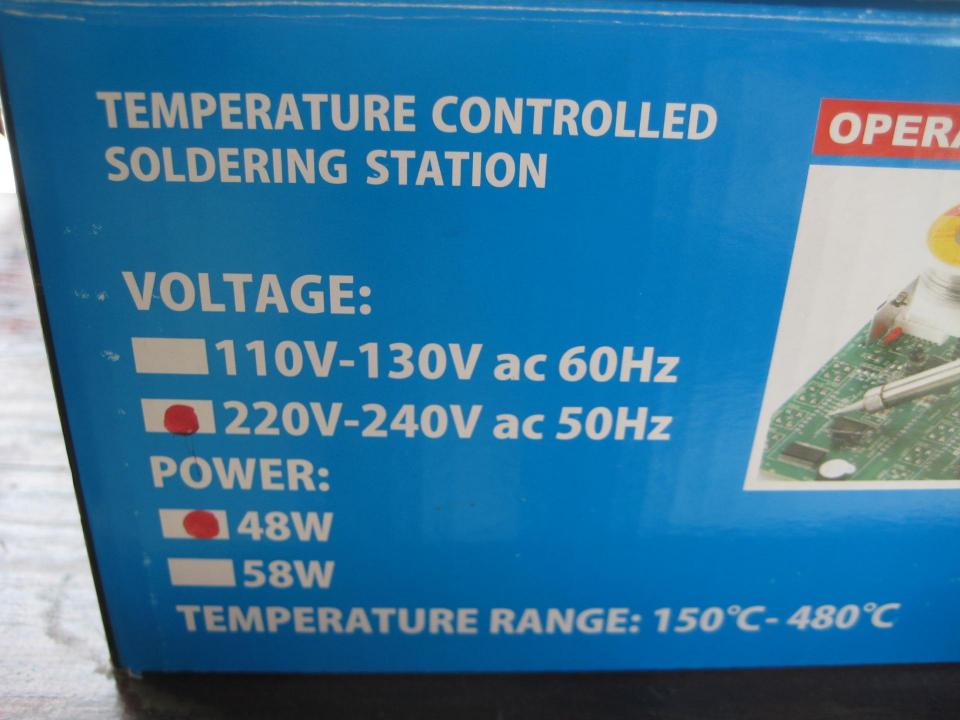 TEMPERATURE CONTROLLED
SOLDERING STATION
VOLTAGE:
110V-130V ac 60Hz
220V-240V ac 50Hz
POWER:
48W
58W
TEMPERATURE RANGE: 150°C- 480°C